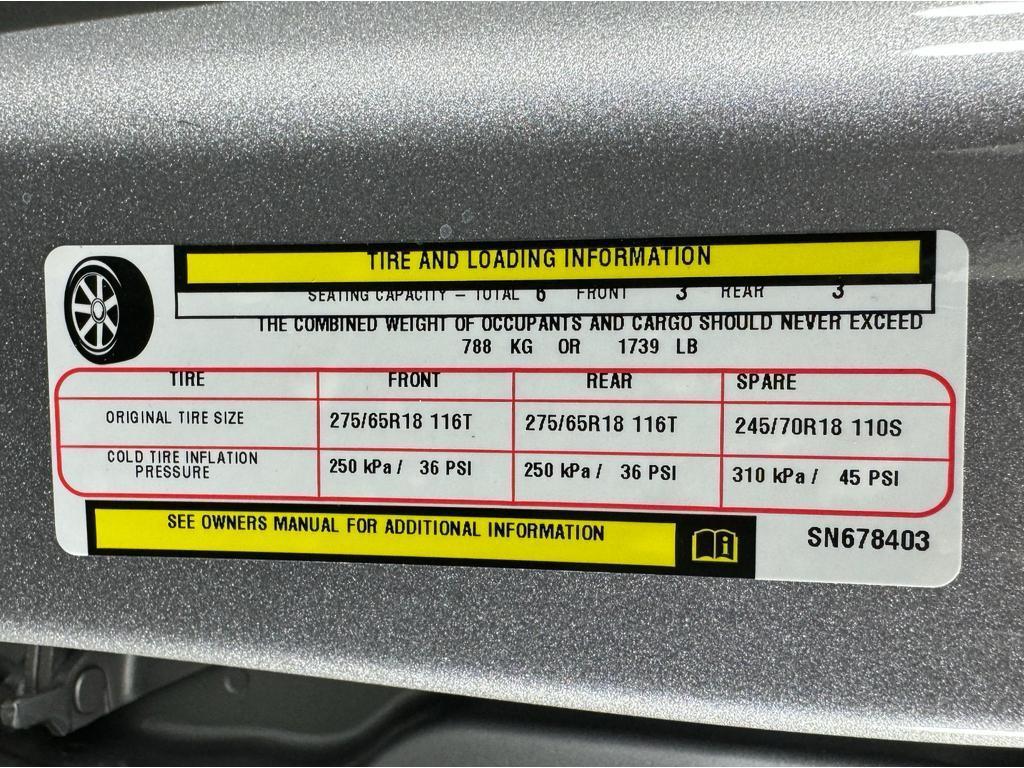 TIRE AND LOADING INFORMATION
SEATING CAPACITY – TOTAL 6 FRONT 3 REAR 3
THE COMBINED WEIGHT OF OCCUPANTS AND CARGO SHOULD NEVER EXCEED
788 KG OR 1739 LB
TIRE FRONT REAR SPARE
ORIGINAL TIRE SIZE 275/65R18 116T 275/65R18 116T 245/70R18 110S
COLD TIRE INFLATION
PRESSURE 250 kPa / 36 PSI 250 kPa / 36 PSI 310 kPa / 45 PSI
SEE OWNERS MANUAL FOR ADDITIONAL INFORMATION
SN678403